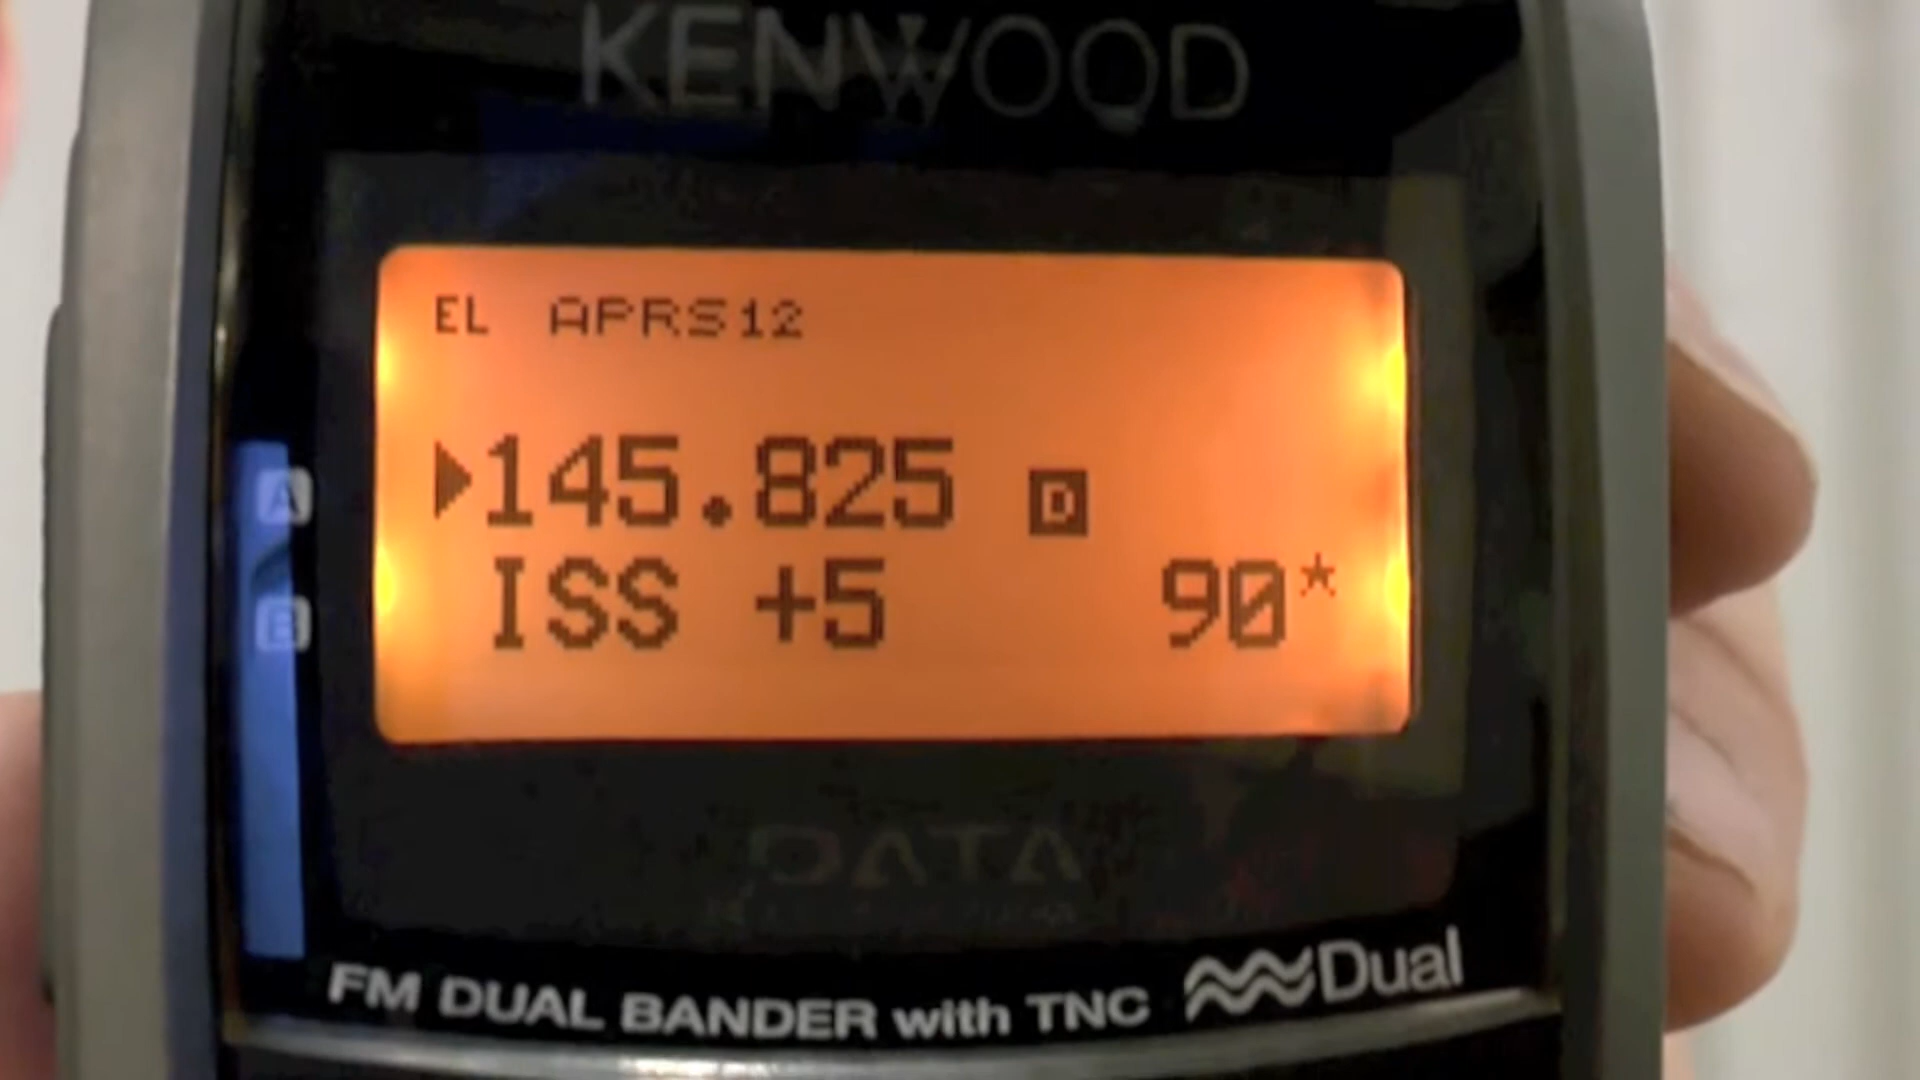 KENWOOD
EL APRS12
145.825 D
A
ISS +5 90*
B
DATA
FM DUAL BANDER with TNC Dual